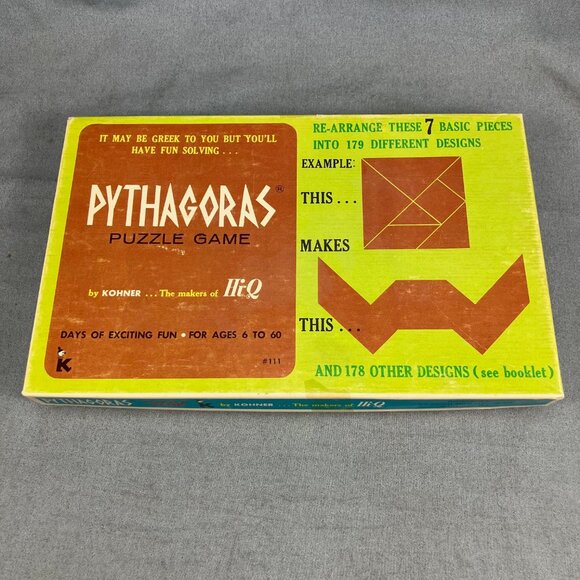 IT MAY BE GREEK TO YOU BUT YOU'LL
HAVE FUN SOLVING . . .
PYTHAGORAS®
PUZZLE GAME
by KOHNER ... The makers of Hi-Q
DAYS OF EXCITING FUN • FOR AGES 6 TO 60
#111
k
RE-ARRANGE THESE 7 BASIC PIECES
INTO 179 DIFFERENT DESIGNS
EXAMPLE:
THIS . . .
MAKES
THIS . . .
AND 178 OTHER DESIGNS (see booklet)
PYTHAGORAS
k by KOHNER ... The makers of Hi-Q